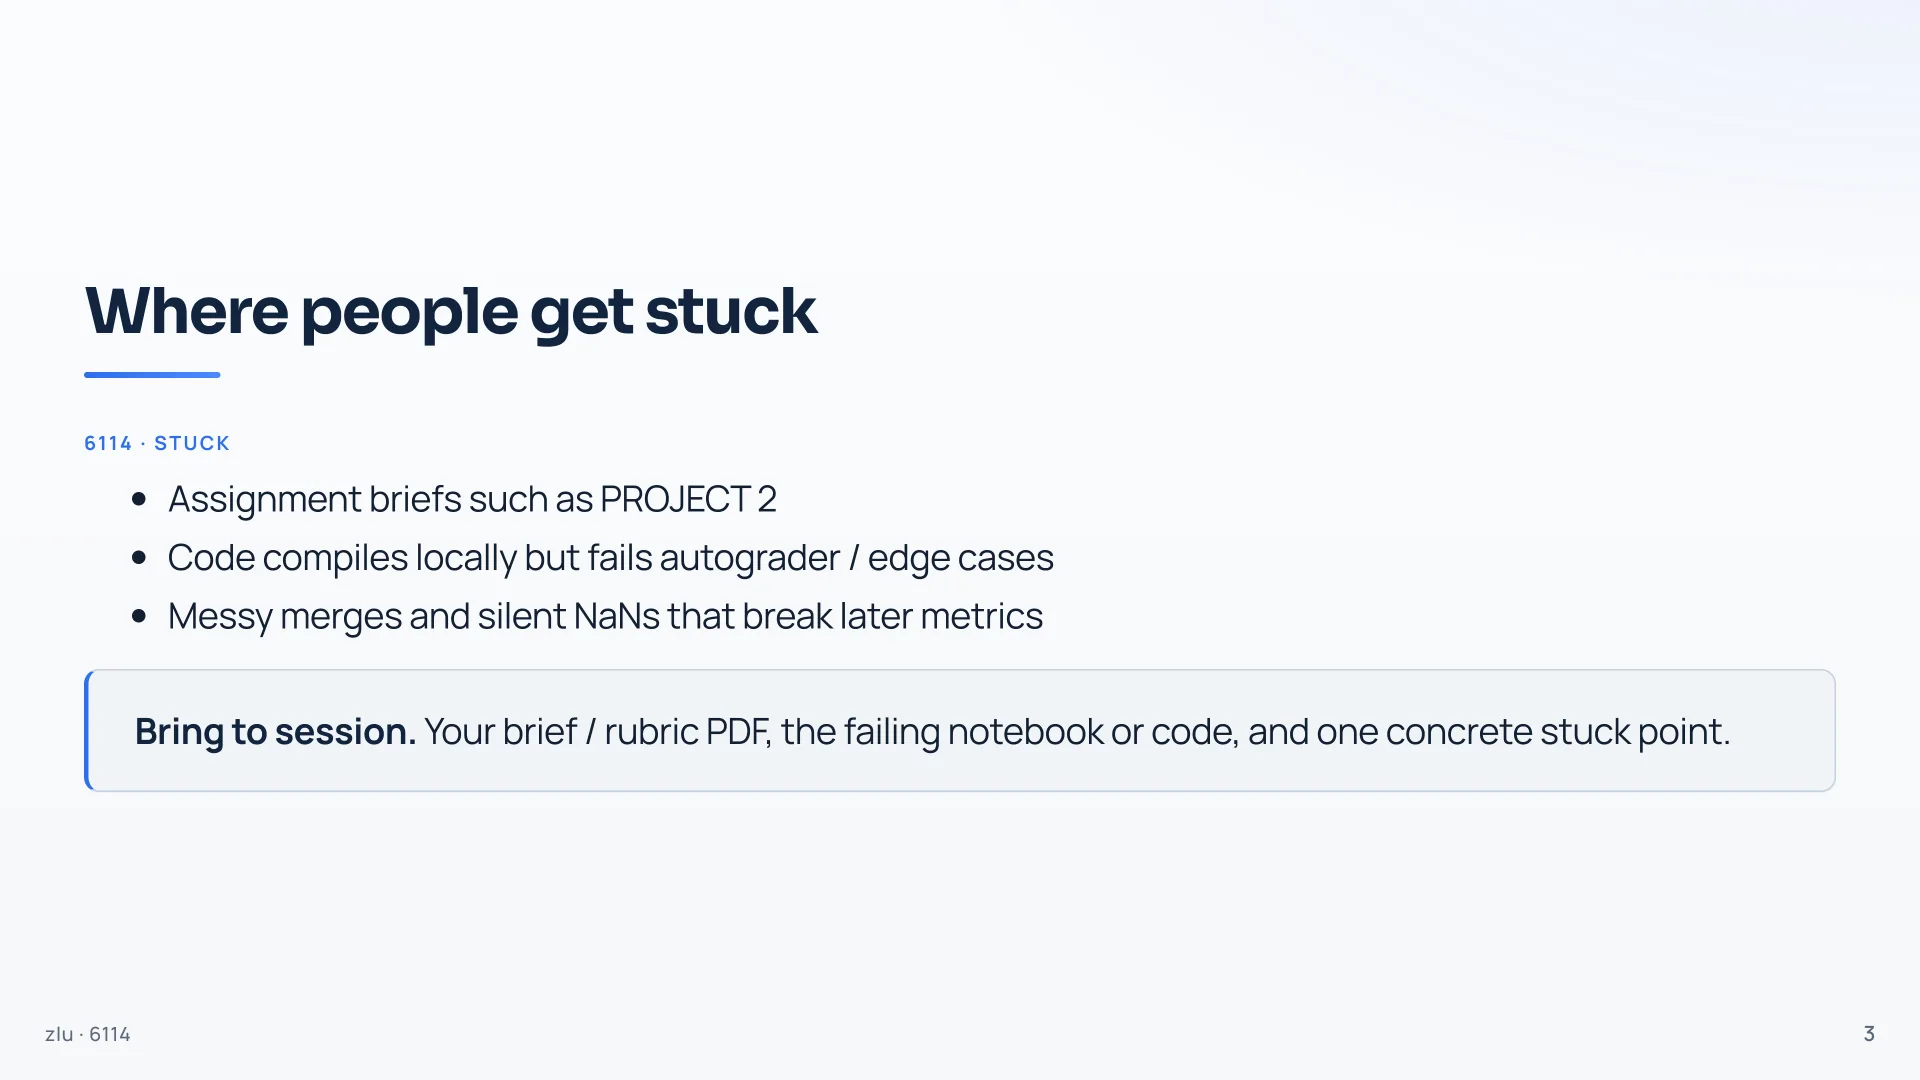 Where people get stuck
6114 · STUCK
• Assignment briefs such as PROJECT 2
• Code compiles locally but fails autograder / edge cases
• Messy merges and silent NaNs that break later metrics
Bring to session. Your brief / rubric PDF, the failing notebook or code, and one concrete stuck point.
zlu · 6114
3